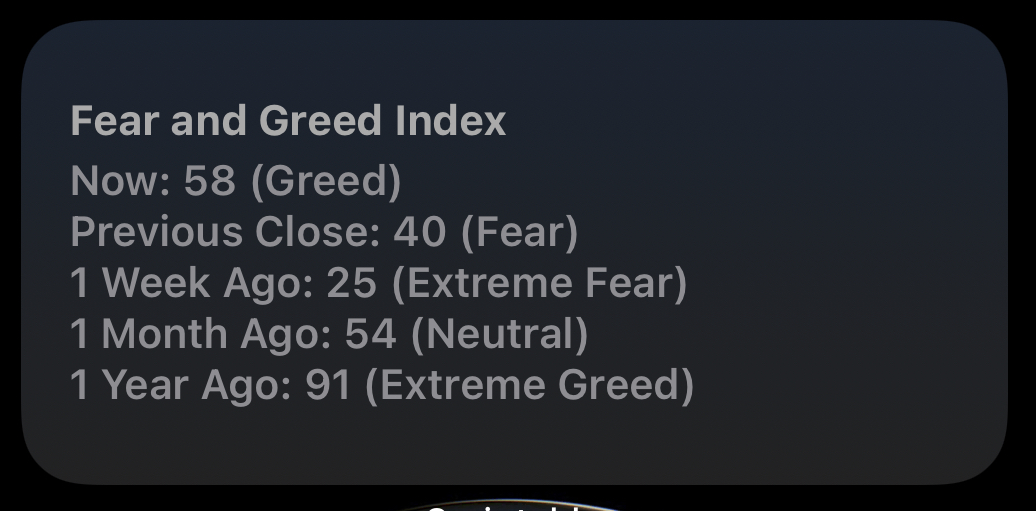 Fear and Greed Index
Now: 58 (Greed)
Previous Close: 40 (Fear)
1 Week Ago: 25 (Extreme Fear)
1 Month Ago: 54 (Neutral)
1 Year Ago: 91 (Extreme Greed)